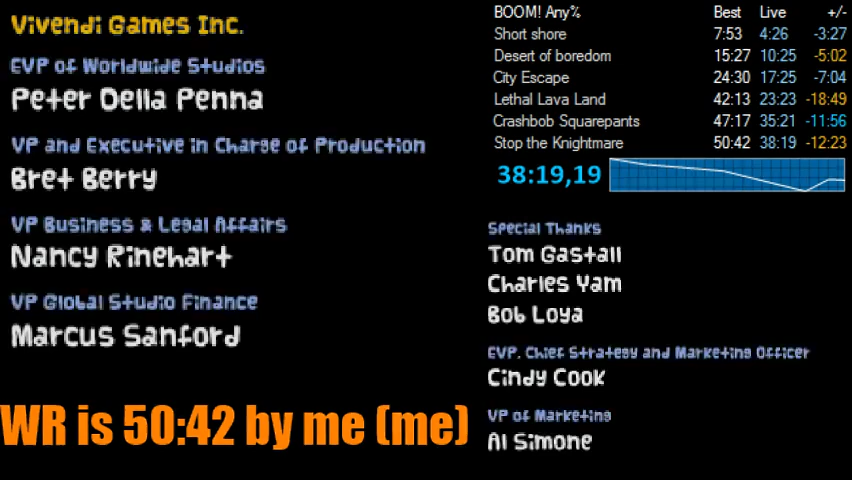 Vivendi Games Inc.
EVP of Worldwide Studios
Peter Della Penna
VP and Executive in Charge of Production
Bret Berry
VP Business & Legal Affairs
Nancy Rinehart
VP Global Studio Finance
Marcus Sanford
WR is 50:42 by me (me)
BOOM! Any% Best Live +/-
Short shore 7:53 4:26 -3:27
Desert of boredom 15:27 10:25 -5:02
City Escape 24:30 17:25 -7:04
Lethal Lava Land 42:13 23:23 -18:49
Crashbob Squarepants 47:17 35:21 -11:56
Stop the Knightmare 50:42 38:19 -12:23
38:19,19
Special Thanks
Tom Gastall
Charles Yam
Bob Loya
EVP, Chief Strategy and Marketing Officer
Cindy Cook
VP of Marketing
Al Simone